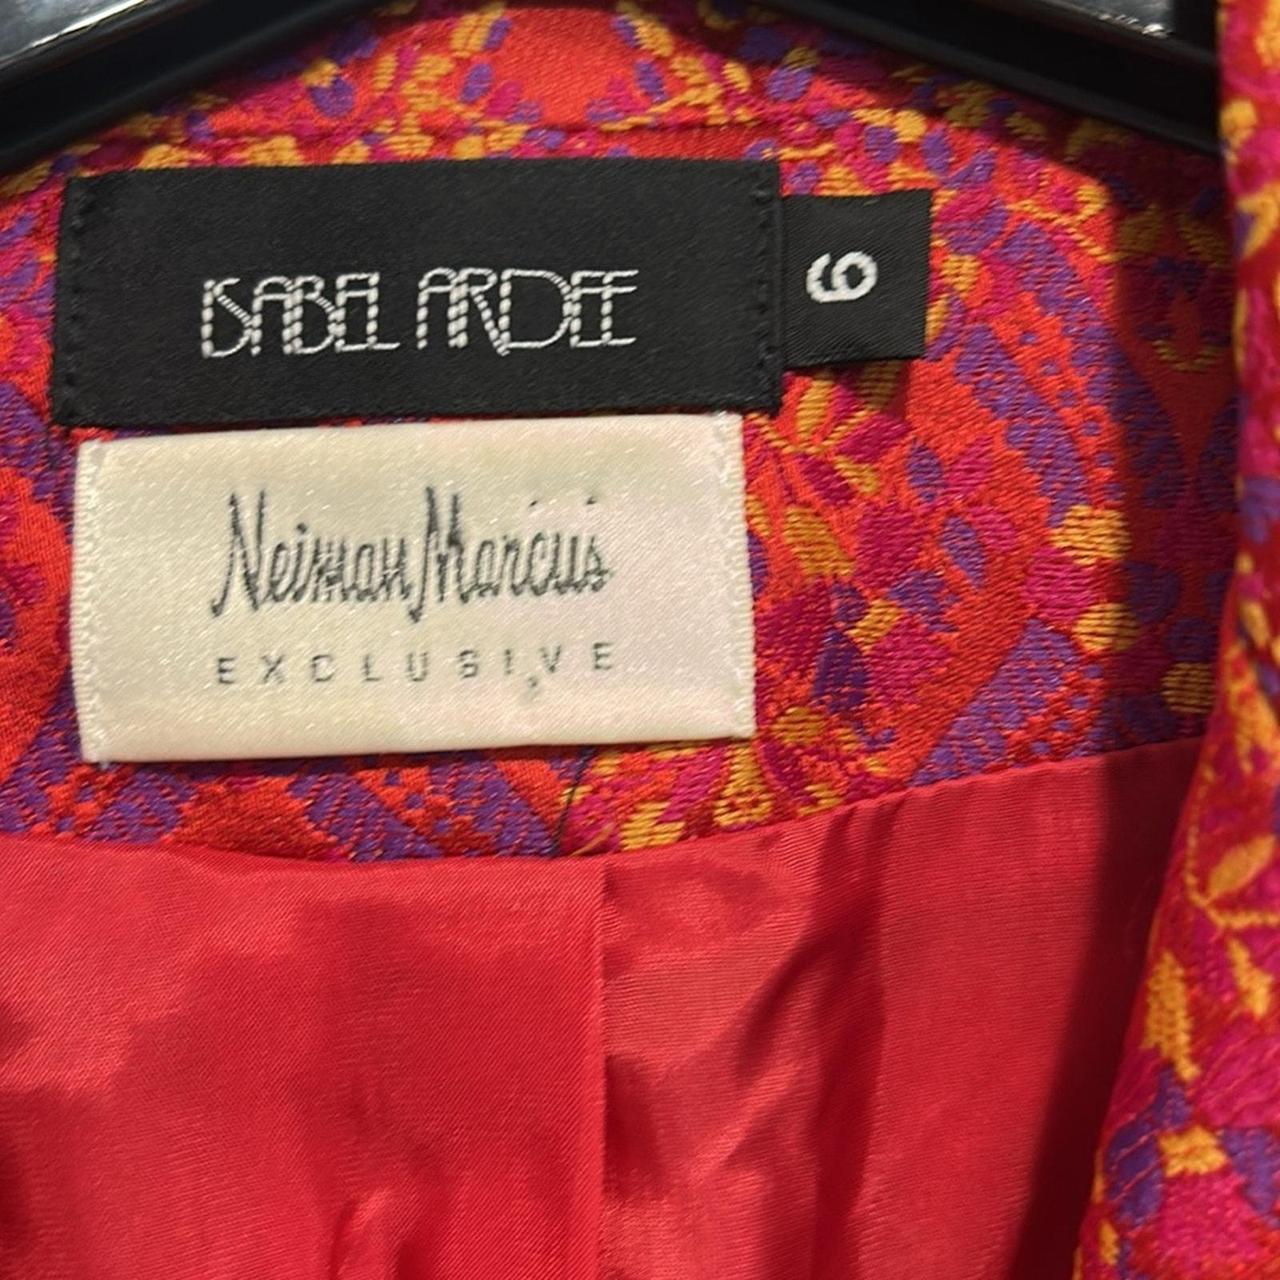 ISABEL ARDEE
6
Neiman Marcus
EXCLUSIVE